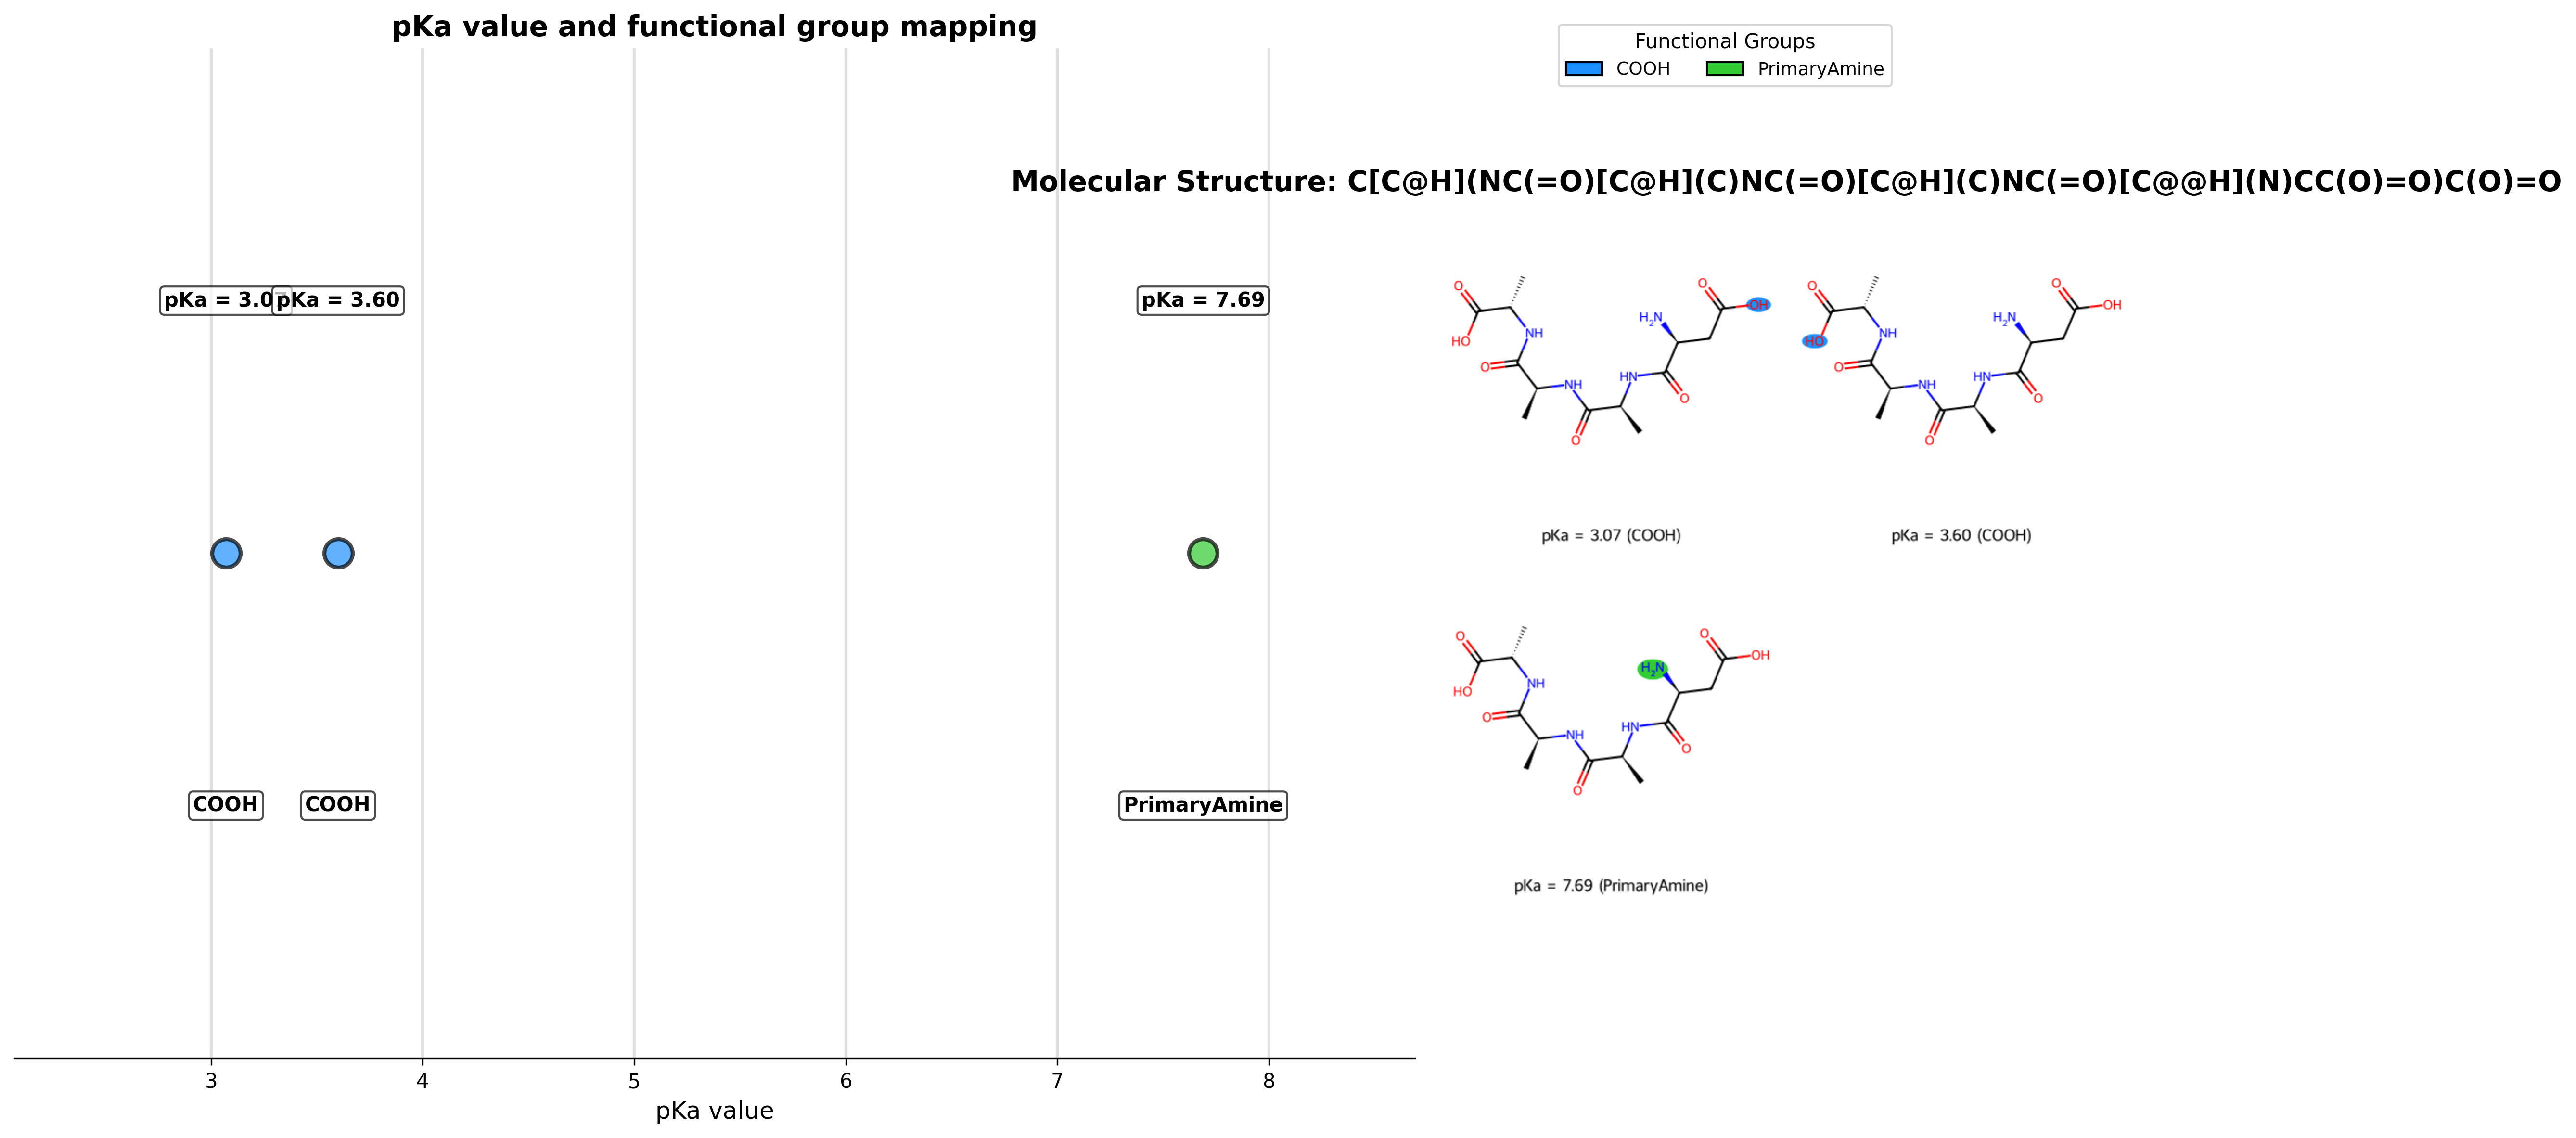 pKa value and functional group mapping
Functional Groups
COOH PrimaryAmine
Molecular Structure: C[C@H](NC(=O)[C@H](C)NC(=O)[C@H](C)NC(=O)[C@@H](N)CC(O)=O)C(O)=O
pKa = 3.0 pKa = 3.60 pKa = 7.69
COOH COOH PrimaryAmine
3 4 5 6 7 8
pKa value
O O OH H₂N HO NH O NH HN O O
O O OH H₂N HO NH O NH HN O O
pKa = 3.07 (COOH) pKa = 3.60 (COOH)
O O OH H₂N HO NH O NH HN O O
pKa = 7.69 (PrimaryAmine)